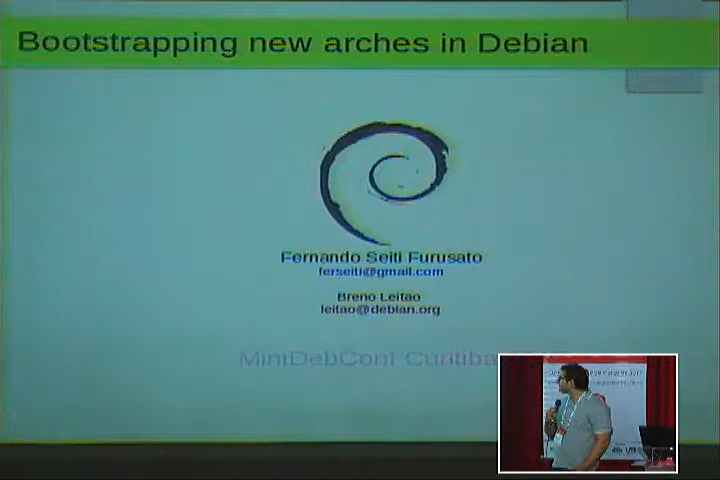 Bootstrapping new arches in Debian
Fernando Seiti Furusato
ferseiti@gmail.com
Breno Leitao
leitao@debian.org
MiniDebConf Curitiba